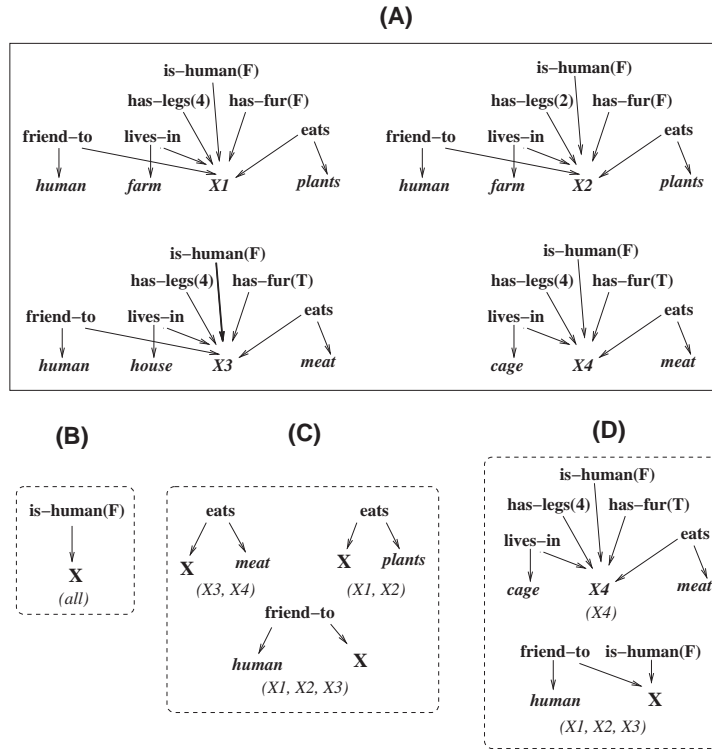 (A)
is–human(F)
is–human(F)
has–legs(4) has–fur(F)
has–legs(2) has–fur(F)
friend–to lives–in eats
friend–to lives–in eats
human farm X1 plants
human farm X2 plants
is–human(F)
is–human(F)
has–legs(4) has–fur(T)
has–legs(4) has–fur(T)
friend–to lives–in eats
lives–in eats
human house X3 meat
cage X4 meat
(B)
is–human(F)
X
(all)
(C)
eats eats
X meat X plants
(X3, X4) (X1, X2)
friend–to
human X
(X1, X2, X3)
(D)
is–human(F)
has–legs(4) has–fur(T)
lives–in eats
cage X4 meat
(X4)
friend–to is–human(F)
human X
(X1, X2, X3)